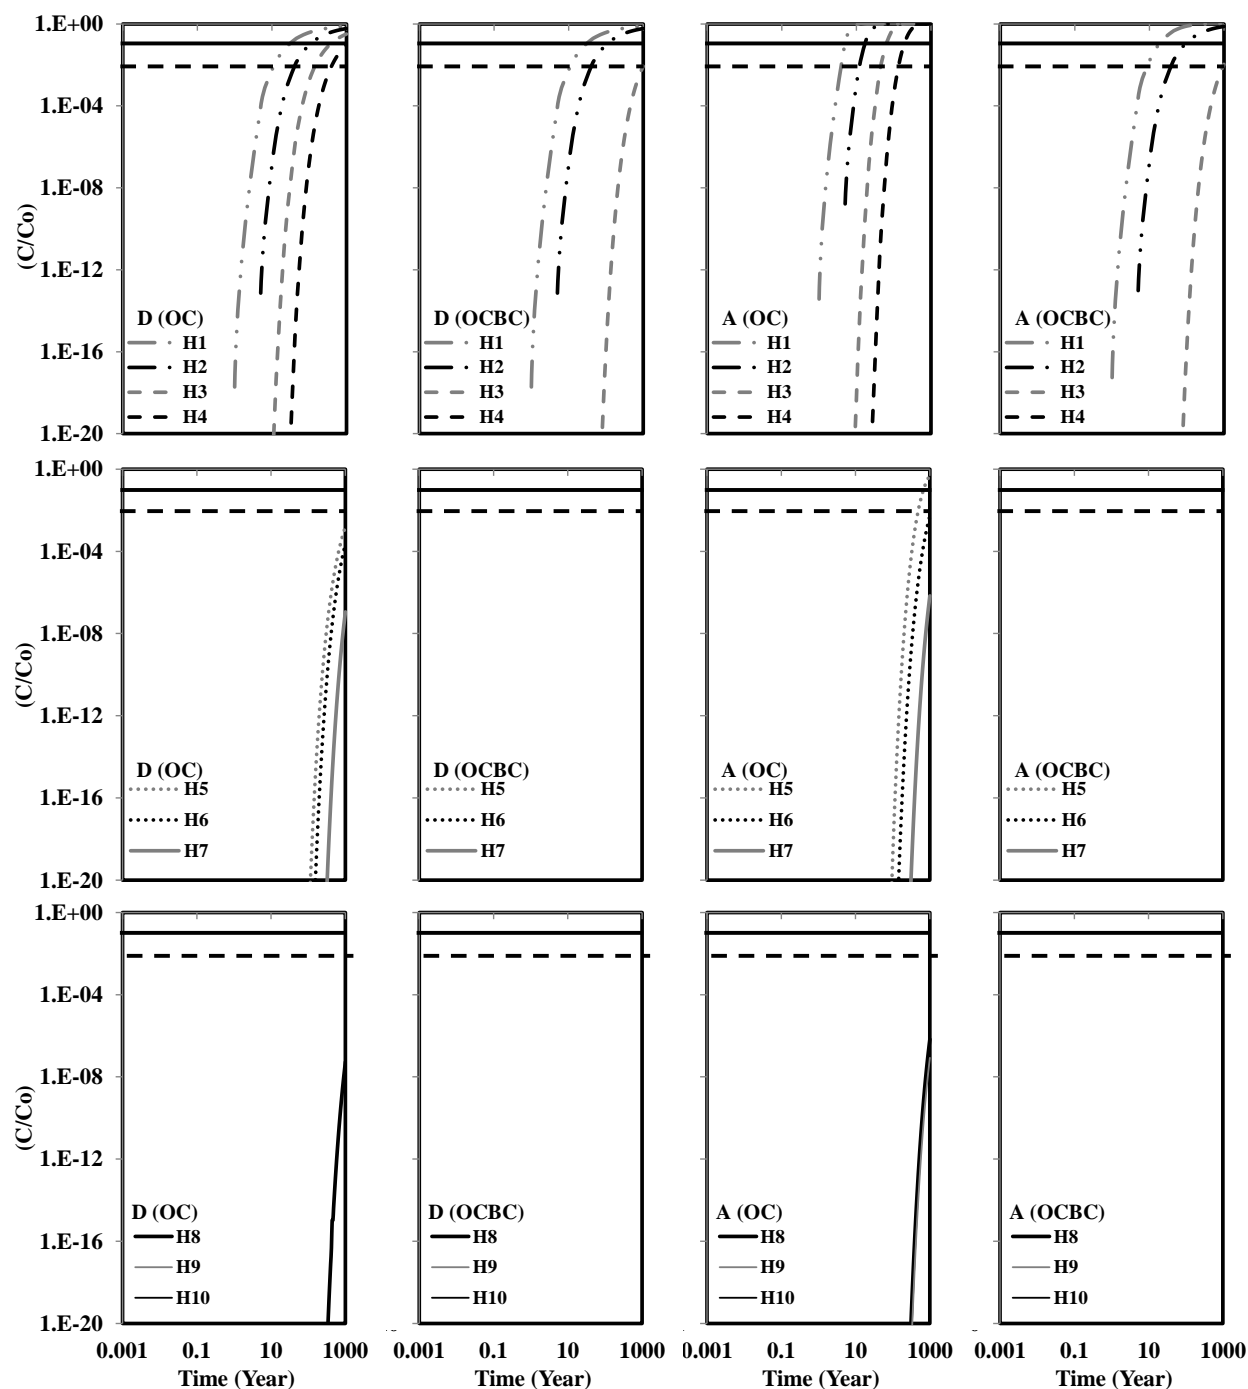 1.E+00
1.E-04
1.E-08
1.E-12
1.E-16
1.E-20
(C/Co)
D (OC)
H1
H2
H3
H4
D (OCBC)
H1
H2
H3
H4
A (OC)
H1
H2
H3
H4
A (OCBC)
H1
H2
H3
H4
1.E+00
1.E-04
1.E-08
1.E-12
1.E-16
1.E-20
(C/Co)
D (OC)
H5
H6
H7
D (OCBC)
H5
H6
H7
A (OC)
H5
H6
H7
A (OCBC)
H5
H6
H7
1.E+00
1.E-04
1.E-08
1.E-12
1.E-16
1.E-20
(C/Co)
D (OC)
H8
H9
H10
D (OCBC)
H8
H9
H10
A (OC)
H8
H9
H10
A (OCBC)
H8
H9
H10
0.001 0.1 10 1000
Time (Year)
0.001 0.1 10 1000
Time (Year)
0.001 0.1 10 1000
Time (Year)
0.001 0.1 10 1000
Time (Year)